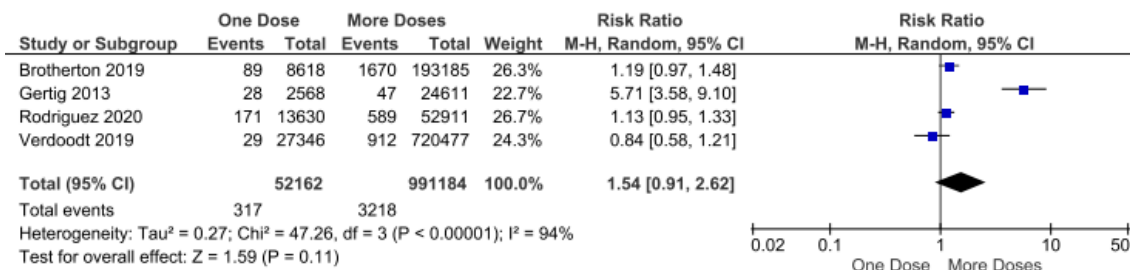 One Dose More Doses Risk Ratio Risk Ratio
Study or Subgroup Events Total Events Total Weight M-H, Random, 95% CI M-H, Random, 95% CI
Brotherton 2019 89 8618 1670 193185 26.3% 1.19 [0.97, 1.48]
Gertig 2013 28 2568 47 24611 22.7% 5.71 [3.58, 9.10]
Rodriguez 2020 171 13630 589 52911 26.7% 1.13 [0.95, 1.33]
Verdoodt 2019 29 27346 912 720477 24.3% 0.84 [0.58, 1.21]
Total (95% CI) 52162 991184 100.0% 1.54 [0.91, 2.62]
Total events 317 3218
Heterogeneity: Tau² = 0.27; Chi² = 47.26, df = 3 (P < 0.00001); I² = 94%
Test for overall effect: Z = 1.59 (P = 0.11)
0.02 0.1 1 10 50
One Dose More Doses